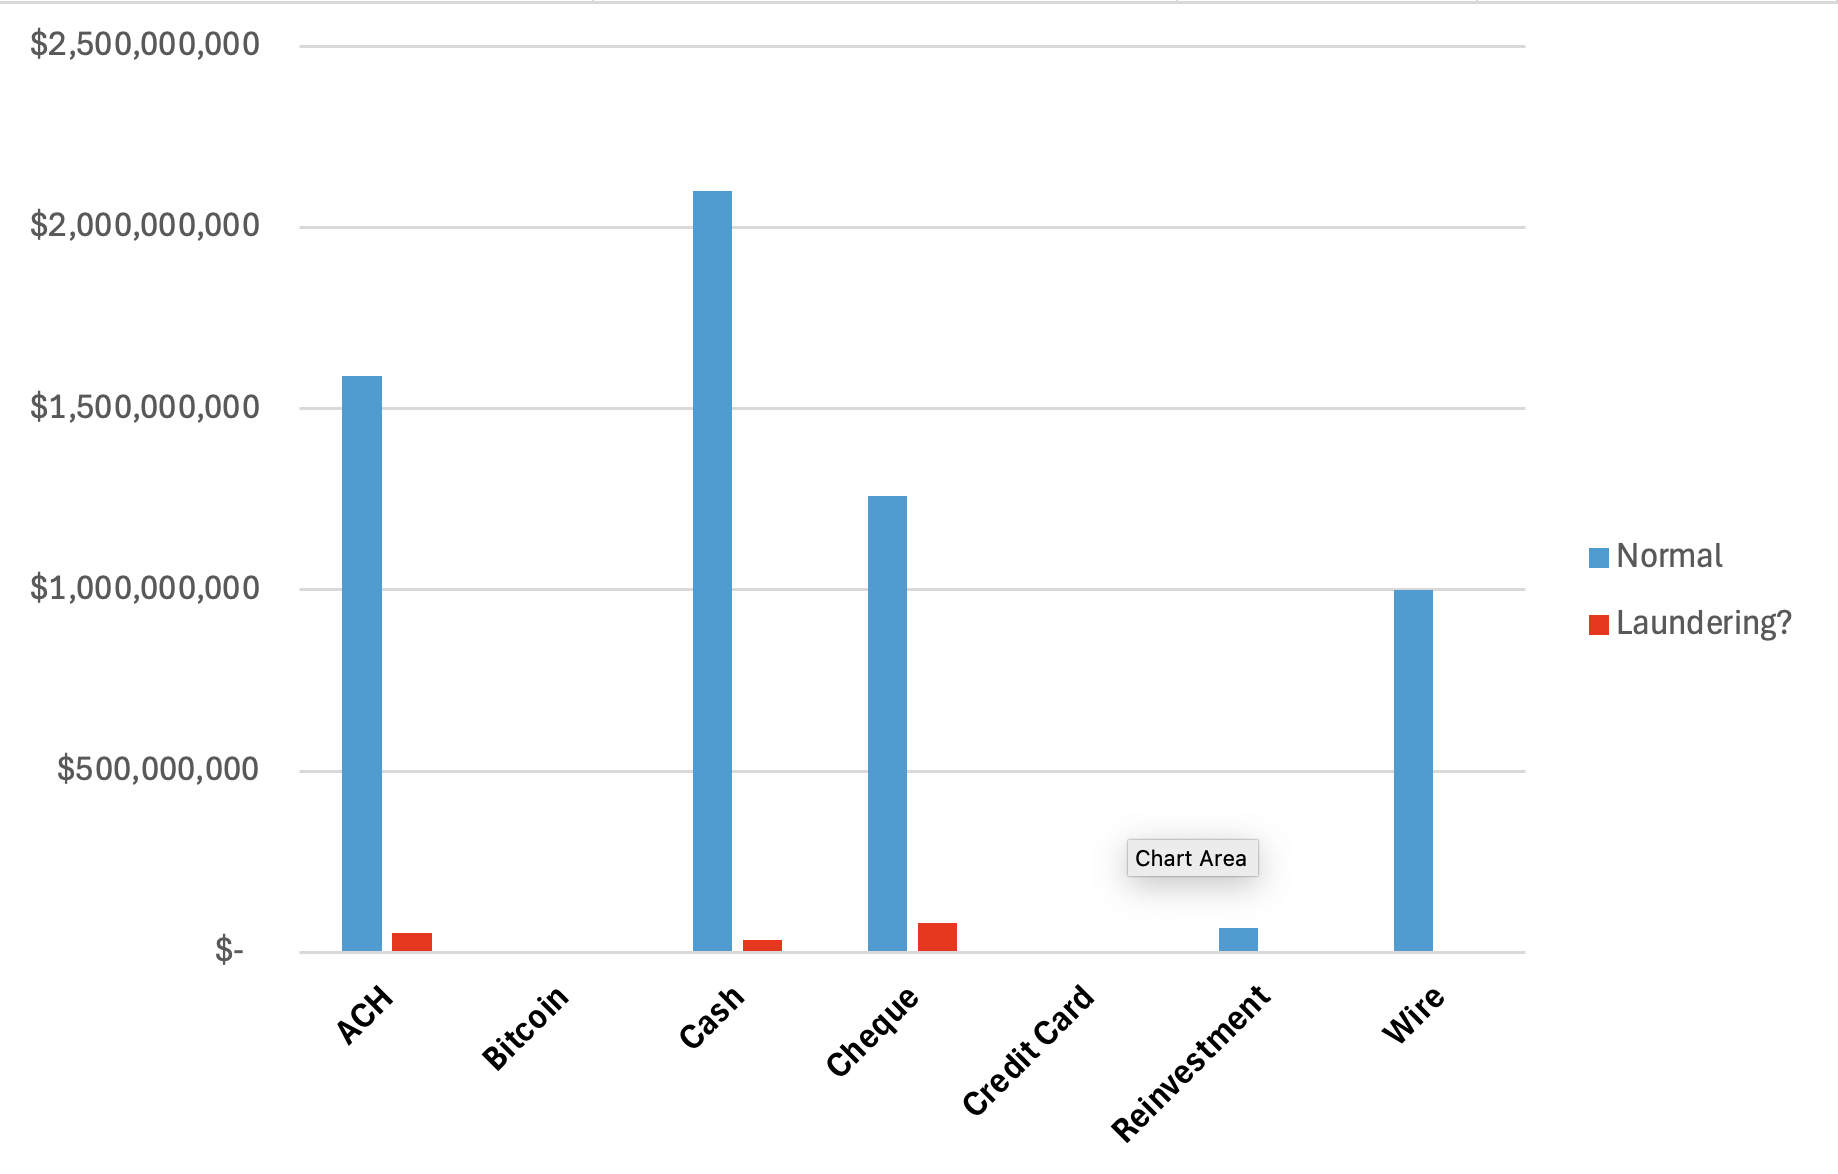 $2,500,000,000
$2,000,000,000
$1,500,000,000
$1,000,000,000
$500,000,000
$-
ACH
Bitcoin
Cash
Cheque
Credit Card
Reinvestment
Wire
Normal
Laundering?
Chart Area